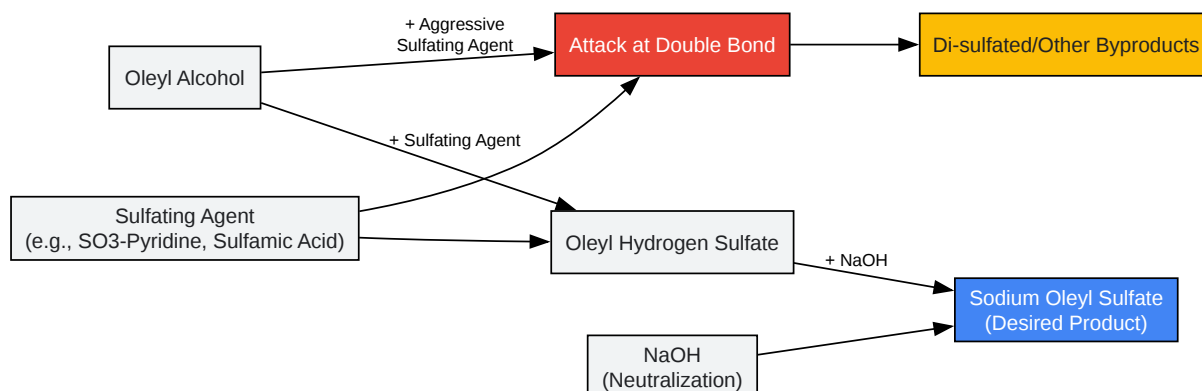 + Aggressive
Sulfating Agent
Oleyl Alcohol
Attack at Double Bond
Di-sulfated/Other Byproducts
+ Sulfating Agent
Sulfating Agent
(e.g., SO3-Pyridine, Sulfamic Acid)
Oleyl Hydrogen Sulfate
+ NaOH
Sodium Oleyl Sulfate
(Desired Product)
NaOH
(Neutralization)